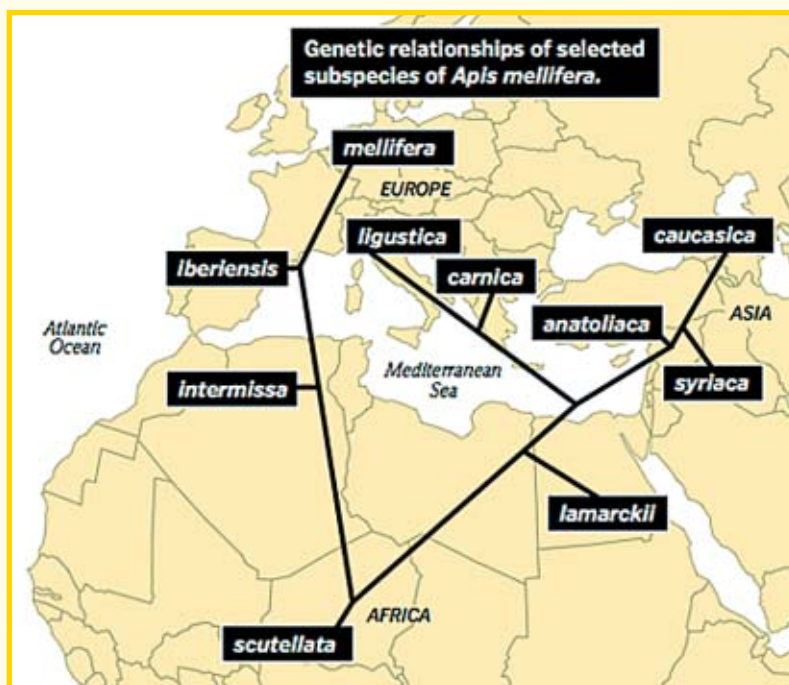 Genetic relationships of selected
subspecies of Apis mellifera.
mellifera
EUROPE
ligustica
caucasica
iberiensis
carnica
Atlantic
Ocean
anatoliaca
ASIA
Mediterranean
Sea
intermissa
syriaca
lamarckii
AFRICA
scutellata